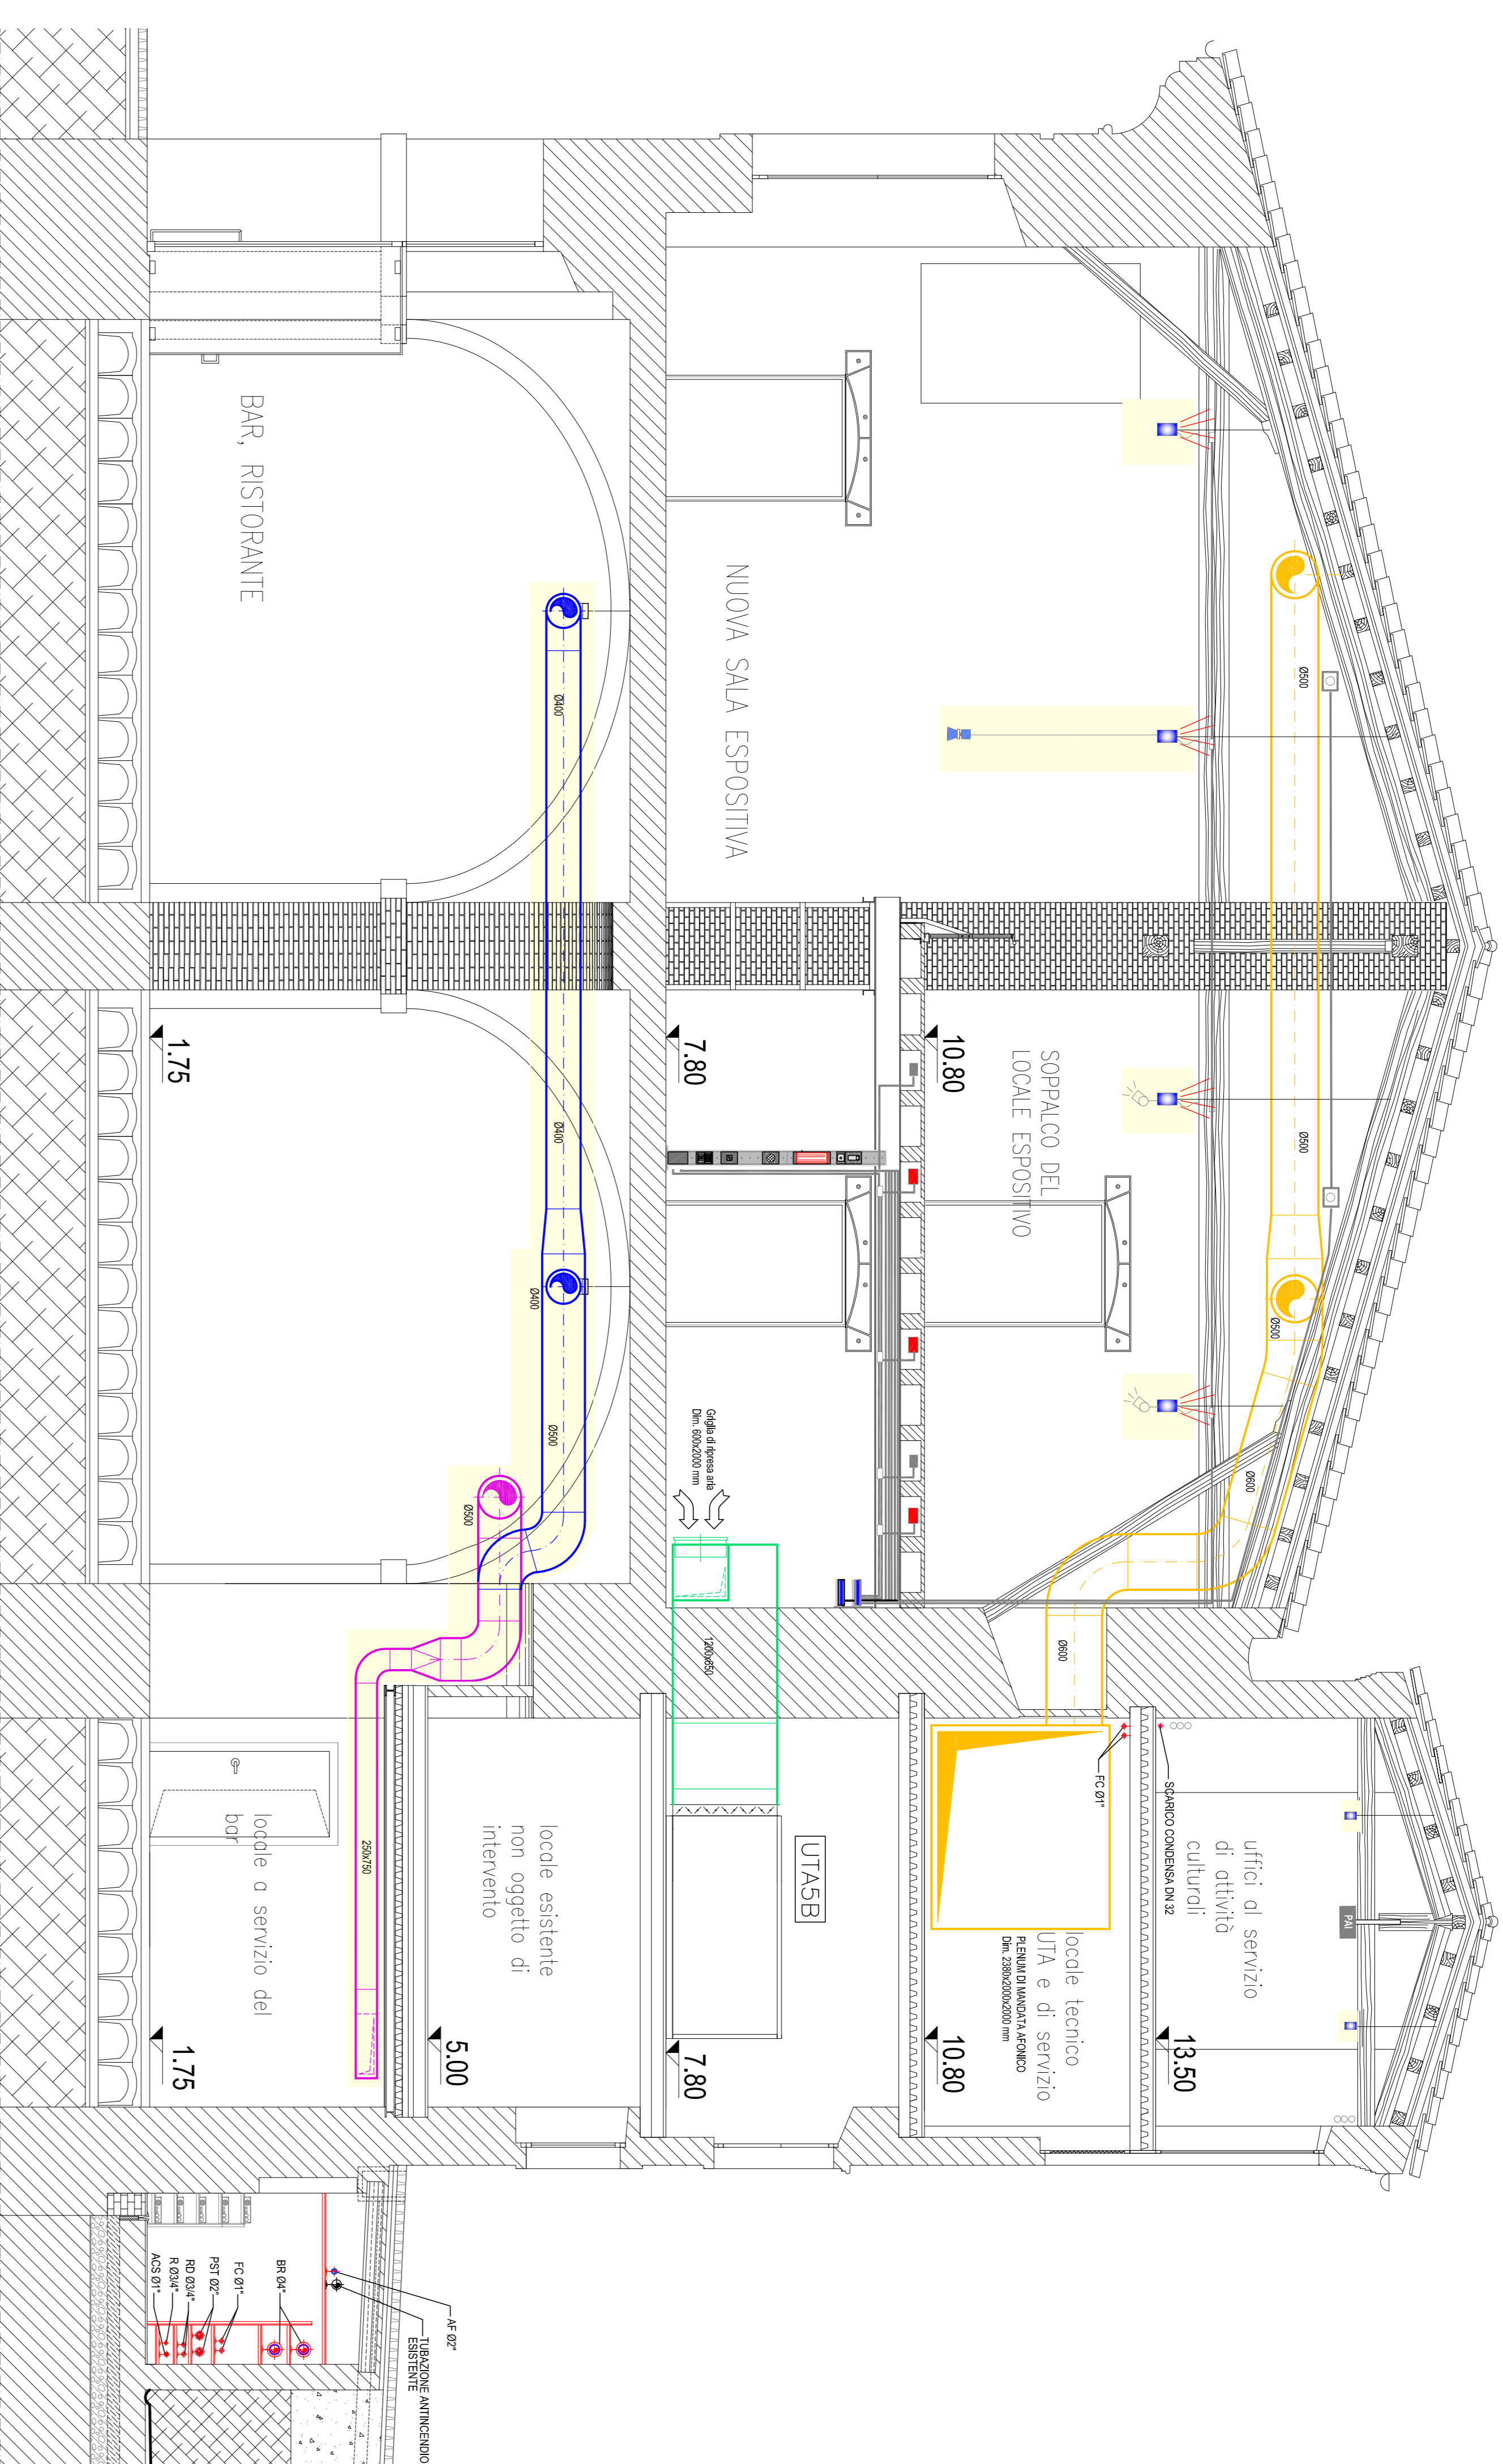 BAR, RISTORANTE
NUOVA SALA ESPOSITIVA
SOPPALCO DEL
LOCALE ESPOSITIVO
Ø500
Ø500
Ø500
Ø600
Ø600
Ø400
Ø400
Ø400
Ø500
Ø500
1.75
7.80
10.80
Griglia di ripresa aria
Dim. 600x2000 mm
1200x650
250x750
FC Ø1"
SCARICO CONDENSA DN 32
uffici al servizio
di attività
culturali
PAI
locale tecnico
UTA e di servizio
PLENUM DI MANDATA AFONICO
Dim. 2380x2000x2000 mm
UTA5B
locale esistente
non oggetto di
intervento
locale a servizio del
bar
13.50
10.80
7.80
5.00
1.75
AF Ø2"
TUBAZIONE ANTINCENDIO
ESISTENTE
BR Ø4"
FC Ø1"
PST Ø2"
RD Ø3/4"
R Ø3/4"
ACS Ø1"